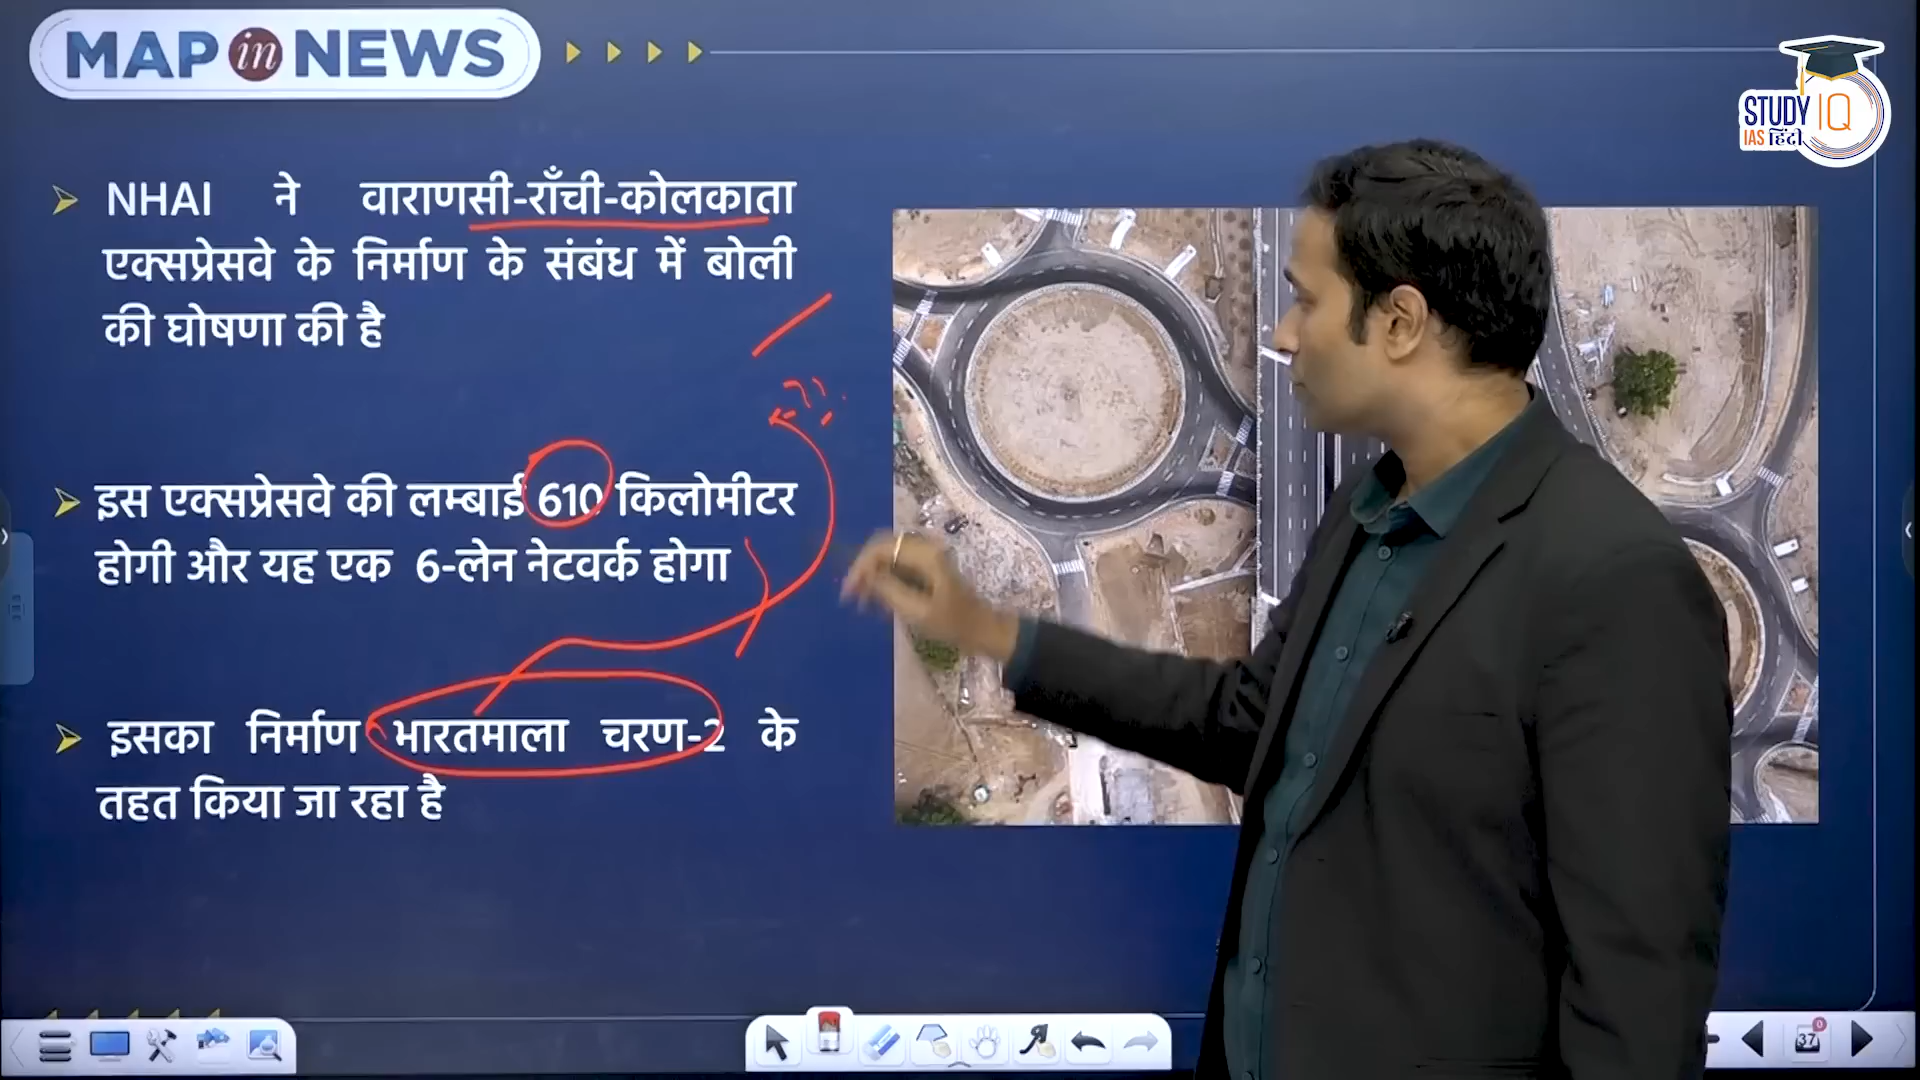 MAP in NEWS
STUDY IQ
IAS हिंदी
NHAI ने वाराणसी-राँची-कोलकाता
एक्सप्रेसवे के निर्माण के संबंध में बोली
की घोषणा की है
??
इस एक्सप्रेसवे की लम्बाई 610 किलोमीटर
होगी और यह एक 6-लेन नेटवर्क होगा
इसका निर्माण भारतमाला चरण-2 के
तहत किया जा रहा है
37
0